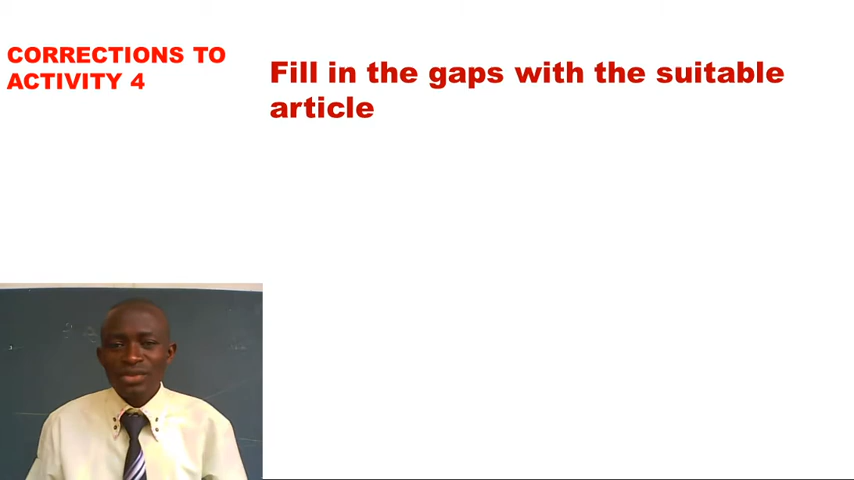 CORRECTIONS TO
ACTIVITY 4
Fill in the gaps with the suitable
article